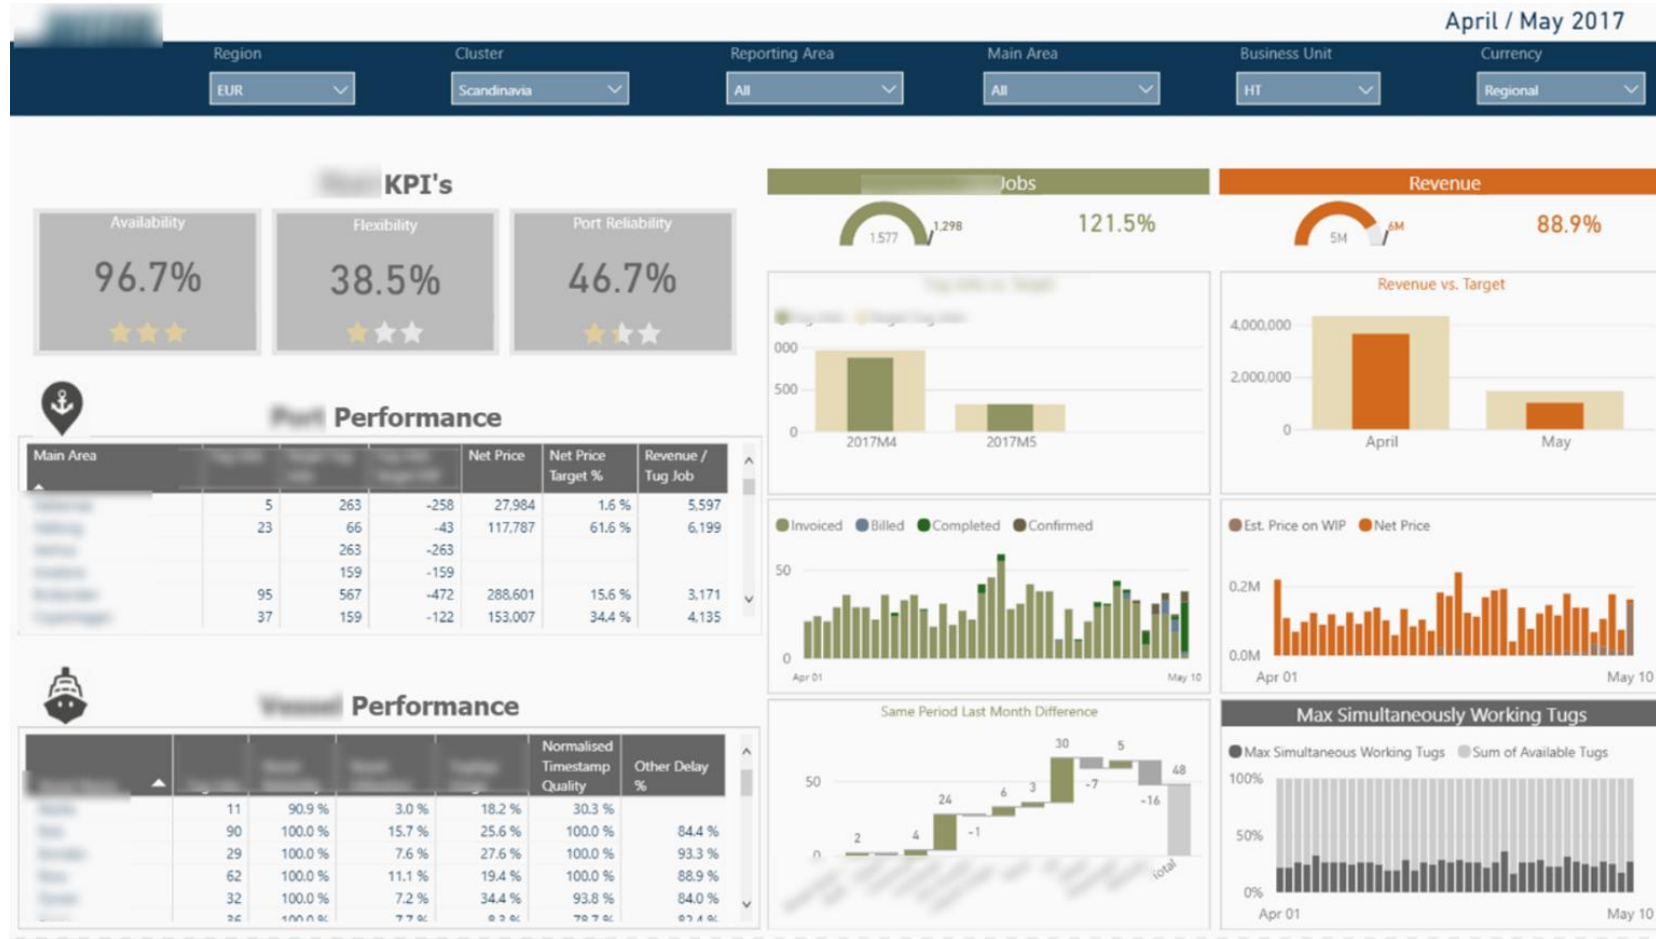 April / May 2017
Region Cluster Reporting Area Main Area Business Unit Currency
EUR Scandinavia All All HT Regional
KPI's
Availability Flexibility Port Reliability
96.7% 38.5% 46.7%
Jobs
1,577 1,298 121.5%
Revenue
5M 6M 88.9%
000
500
0
2017M4 2017M5
Revenue vs. Target
4,000,000
2,000,000
0
April May
Performance
Main Area Net Price Net Price Target % Revenue / Tug Job
5 263 -258 27,984 1.6 % 5,597
23 66 -43 117,787 61.6 % 6,199
263 -263
159 -159
95 567 -472 288,601 15.6 % 3,171
37 159 -122 153,007 34.4 % 4,135
Invoiced Billed Completed Confirmed
50
0
Apr 01 May 10
Est. Price on WIP Net Price
0.2M
0.0M
Apr 01 May 10
Performance
Normalised Timestamp Quality Other Delay %
11 90.9 % 3.0 % 18.2 % 30.3 %
90 100.0 % 15.7 % 25.6 % 100.0 % 84.4 %
29 100.0 % 7.6 % 27.6 % 100.0 % 93.3 %
62 100.0 % 11.1 % 19.4 % 100.0 % 88.9 %
32 100.0 % 7.2 % 34.4 % 93.8 % 84.0 %
36 100.0 % 7.7 % 8.3 % 78.7 % 82.4 %
Same Period Last Month Difference
50
0
2 4 24 -1 6 3 30 -7 5 -16 48
Total
Max Simultaneously Working Tugs
Max Simultaneous Working Tugs Sum of Available Tugs
100%
50%
0%
Apr 01 May 10